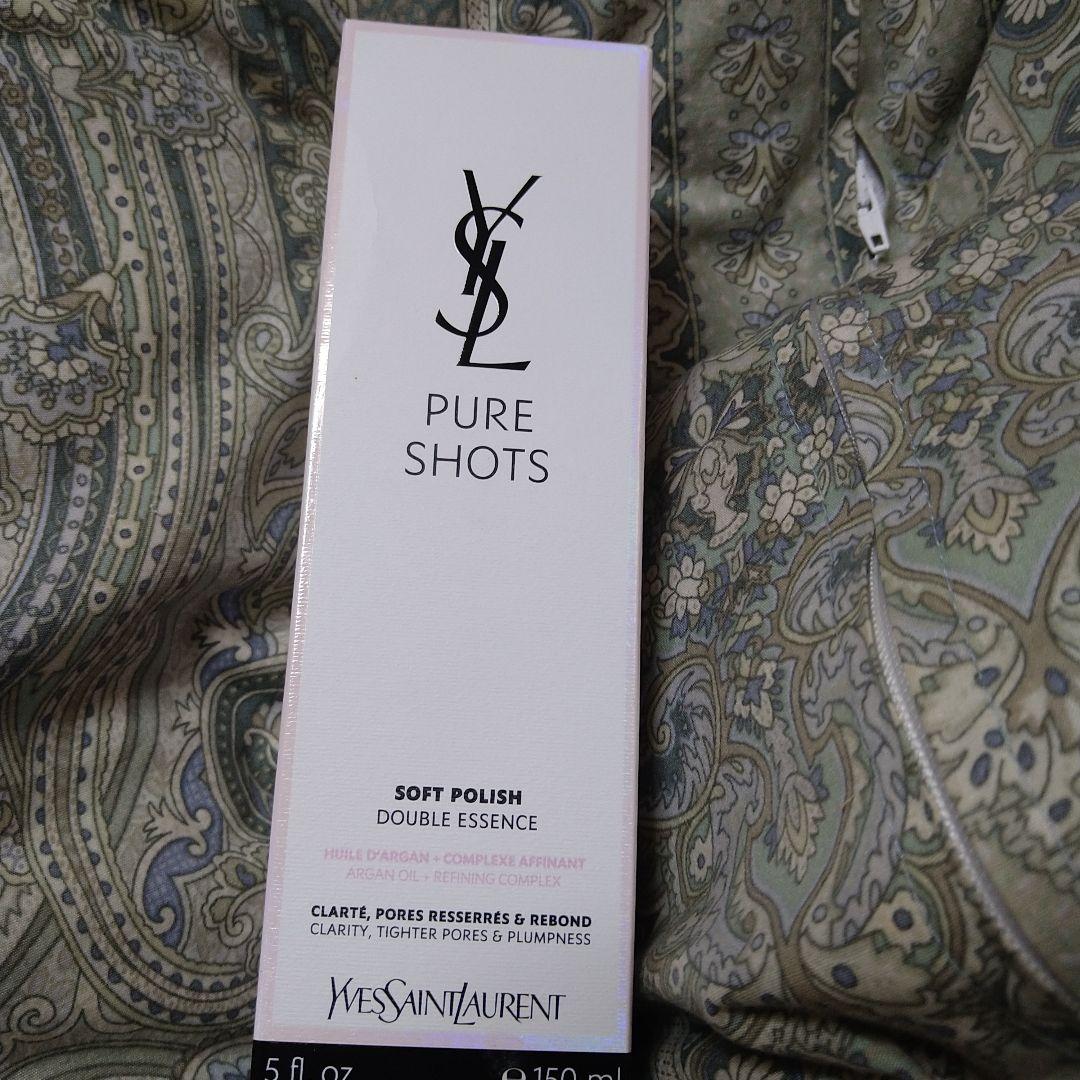 YSL
PURE
SHOTS
SOFT POLISH
DOUBLE ESSENCE
HUILE D'ARGAN + COMPLEXE AFFINANT
ARGAN OIL + REFINING COMPLEX
CLARTÉ, PORES RESSERRÉS & REBOND
CLARITY, TIGHTER PORES & PLUMPNESS
YVESSAINTLAURENT
5 fl. oz ℮ 150 ml